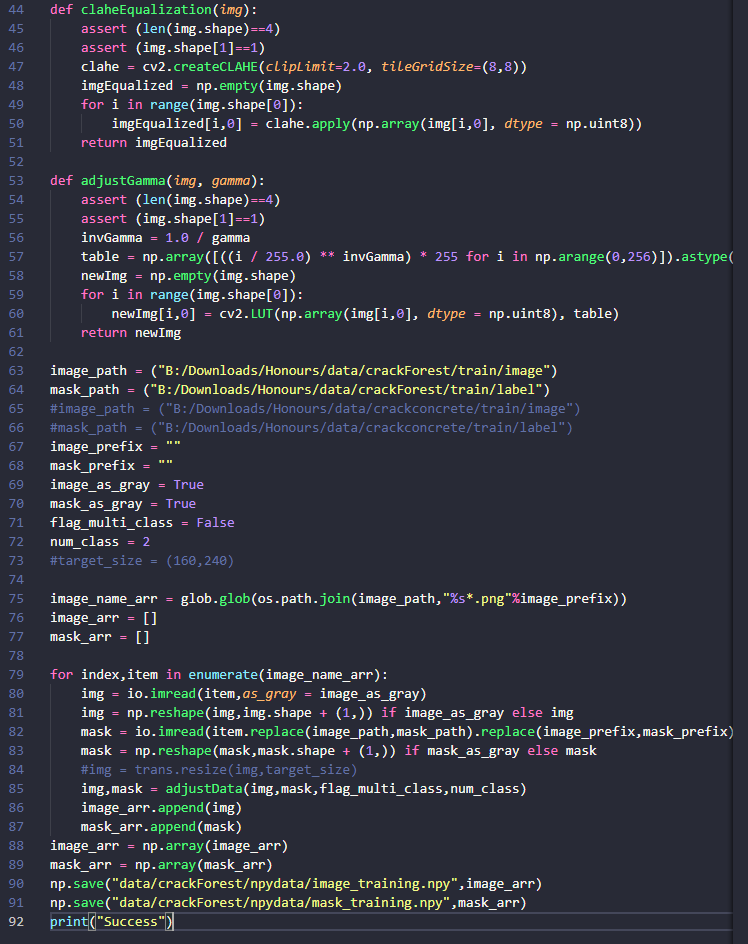 44 def claheEqualization(img):
45     assert (len(img.shape)==4)
46     assert (img.shape[1]==1)
47     clahe = cv2.createCLAHE(clipLimit=2.0, tileGridSize=(8,8))
48     imgEqualized = np.empty(img.shape)
49     for i in range(img.shape[0]):
50         imgEqualized[i,0] = clahe.apply(np.array(img[i,0], dtype = np.uint8))
51     return imgEqualized
52
53 def adjustGamma(img, gamma):
54     assert (len(img.shape)==4)
55     assert (img.shape[1]==1)
56     invGamma = 1.0 / gamma
57     table = np.array([((i / 255.0) ** invGamma) * 255 for i in np.arange(0,256)]).astype(
58     newImg = np.empty(img.shape)
59     for i in range(img.shape[0]):
60         newImg[i,0] = cv2.LUT(np.array(img[i,0], dtype = np.uint8), table)
61     return newImg
62
63 image_path = ("B:/Downloads/Honours/data/crackForest/train/image")
64 mask_path = ("B:/Downloads/Honours/data/crackForest/train/label")
65 #image_path = ("B:/Downloads/Honours/data/crackconcrete/train/image")
66 #mask_path = ("B:/Downloads/Honours/data/crackconcrete/train/label")
67 image_prefix = ""
68 mask_prefix = ""
69 image_as_gray = True
70 mask_as_gray = True
71 flag_multi_class = False
72 num_class = 2
73 #target_size = (160,240)
74
75 image_name_arr = glob.glob(os.path.join(image_path,"%s*.png"%image_prefix))
76 image_arr = []
77 mask_arr = []
78
79 for index,item in enumerate(image_name_arr):
80     img = io.imread(item,as_gray = image_as_gray)
81     img = np.reshape(img,img.shape + (1,)) if image_as_gray else img
82     mask = io.imread(item.replace(image_path,mask_path).replace(image_prefix,mask_prefix)
83     mask = np.reshape(mask,mask.shape + (1,)) if mask_as_gray else mask
84     #img = trans.resize(img,target_size)
85     img,mask = adjustData(img,mask,flag_multi_class,num_class)
86     image_arr.append(img)
87     mask_arr.append(mask)
88 image_arr = np.array(image_arr)
89 mask_arr = np.array(mask_arr)
90 np.save("data/crackForest/npydata/image_training.npy",image_arr)
91 np.save("data/crackForest/npydata/mask_training.npy",mask_arr)
92 print("Success")